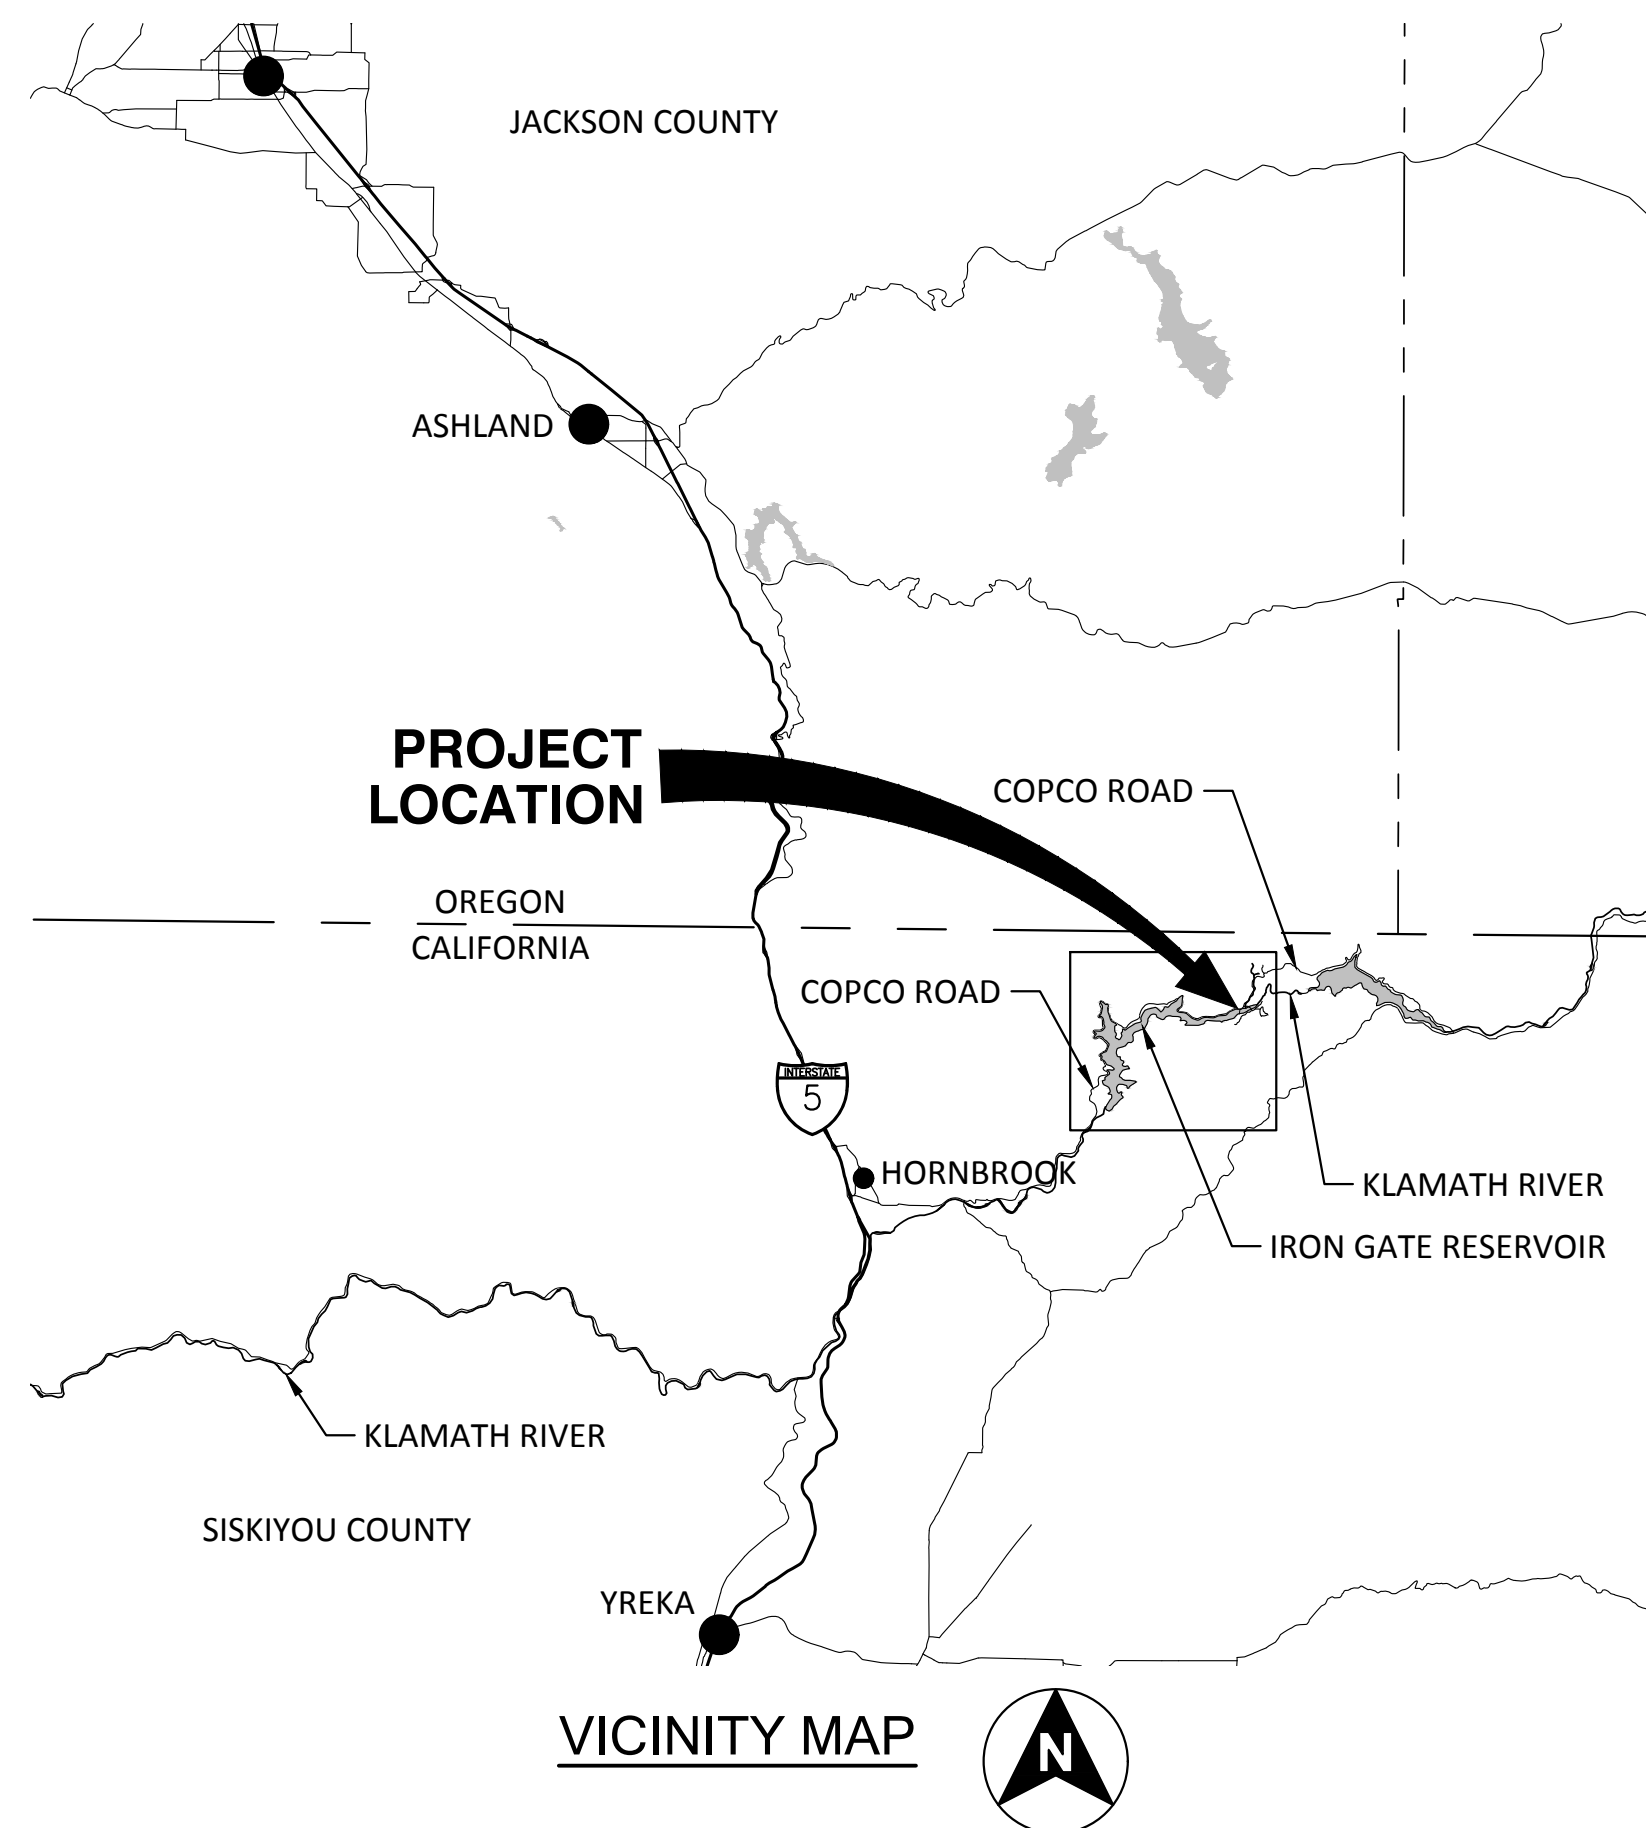 JACKSON COUNTY
ASHLAND
PROJECT
LOCATION
COPCO ROAD
OREGON
CALIFORNIA
COPCO ROAD
INTERSTATE
5
HORNBROOK
KLAMATH RIVER
IRON GATE RESERVOIR
KLAMATH RIVER
SISKIYOU COUNTY
YREKA
VICINITY MAP
N